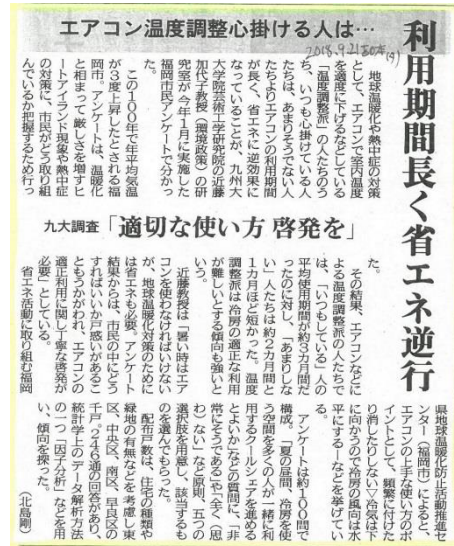 エアコン温度調整心掛ける人は…
2018.9.21
利用期間長く省エネ逆行
九大調査「適切な使い方 啓発を」
地球温暖化や熱中症の対策
として、エアコンで室内温度
を適度に下げるなどしている
「温度調整派」の人たちのう
ち、いつも心掛けている人
たちは、あまりそうでない人
たちよりエアコンの利用期間
が長く、省エネに逆効果に
なっていることが、九州大
大学院芸術工学研究院の近藤
加代子教授(環境政策)の研
究室が今年1月に実施した
福岡市民アンケートで分かっ
た。
この100年で年平均気温
が3度上昇したとされる福
岡市。アンケートは、温暖化
と相まって厳しさを増すヒ
ートアイランド現象や熱中症
の対策に、市民がどう取り組
んでいるか把握するため行っ
た。
その結果、エアコンなどに
よる温度調整派の人たちで
は、「いつもしている」人の
平均使用期間が約3カ月間だ
ったのに対し、「あまりしな
い」人たちは約2カ月間と
1カ月ほど短かった。温度
調整派は冷房の適正な利用
が難しいとする傾向も強いと
いう。
近藤教授は「暑い時はエア
コンを使わなければいけない
が、地球温暖化対策のために
は省エネも必要。アンケート
結果からは、市民の中にどう
すればいいか戸惑いがあるこ
ともうかがわれ、エアコンの
適正利用に関し丁寧な啓発が
必要」としている。
省エネ活動に取り組む福岡
県地球温暖化防止活動推進セ
ンター(福岡市)によると、
エアコンの上手な使い方のポ
イントとして、頻繁に付けた
り消したりしない▽冷気は下
に向かうので冷房の風向は水
平にする―などを挙げてい
る。
アンケートは約100問で
構成。「夏の昼間、冷房を使
う空間を多くの人が一緒に利
用するクールシェアを進める
とよいか」などの質問に、「非
常にそうである」や「全く(思
わ)ない」など原則、五つの
選択肢を用意し、該当するも
のを選んでもらった。
配布戸数は、住宅の種類や
緑地の有無などを考慮し東
区、中央区、南区、早良区の
千戸。246通の回答があり、
統計学上のデータ解析方法
の一つ「因子分析」などを用
い、傾向を探った。
(北島剛)